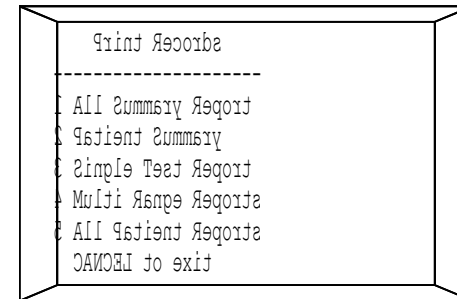 Print Records
---------------------
1 All Summary Report
2 Patient Summary
3 Single Test Report
4 Multi Range Reports
5 All Patient Reports
CANCEL to exit